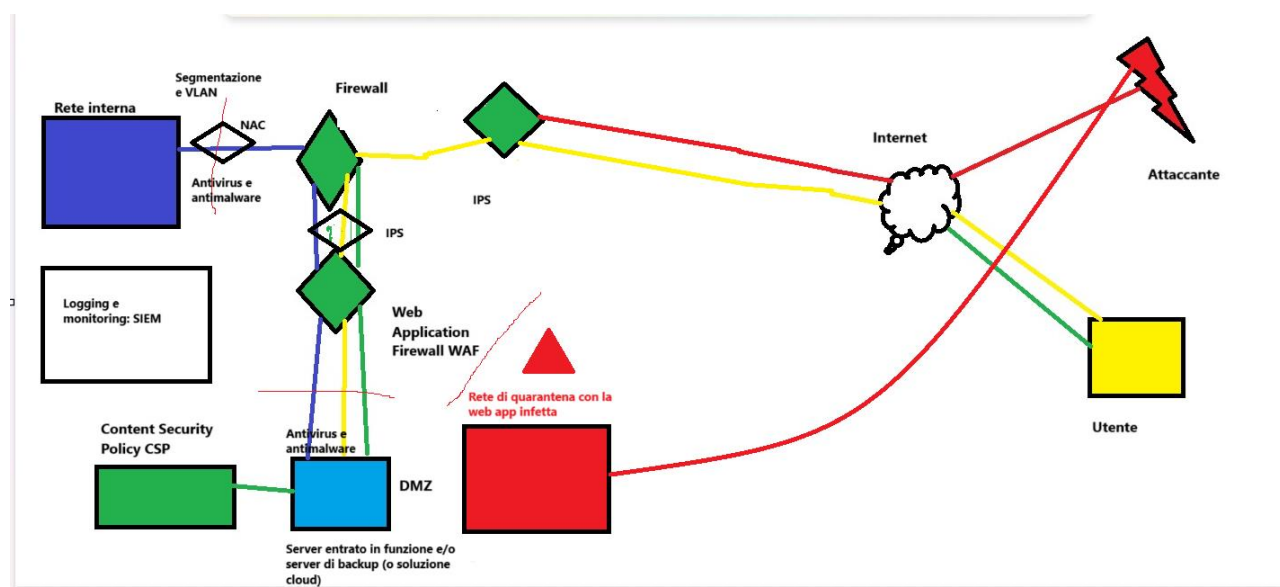 Segmentazione
e VLAN
Firewall
Rete interna
NAC
Internet
Antivirus e
antimalware
Attaccante
IPS
IPS
Logging e
monitoring: SIEM
Web
Application
Firewall WAF
Rete di quarantena con la
web app infetta
Content Security
Policy CSP
Antivirus e
antimalware
Utente
DMZ
Server entrato in funzione e/o
server di backup (o soluzione
cloud)